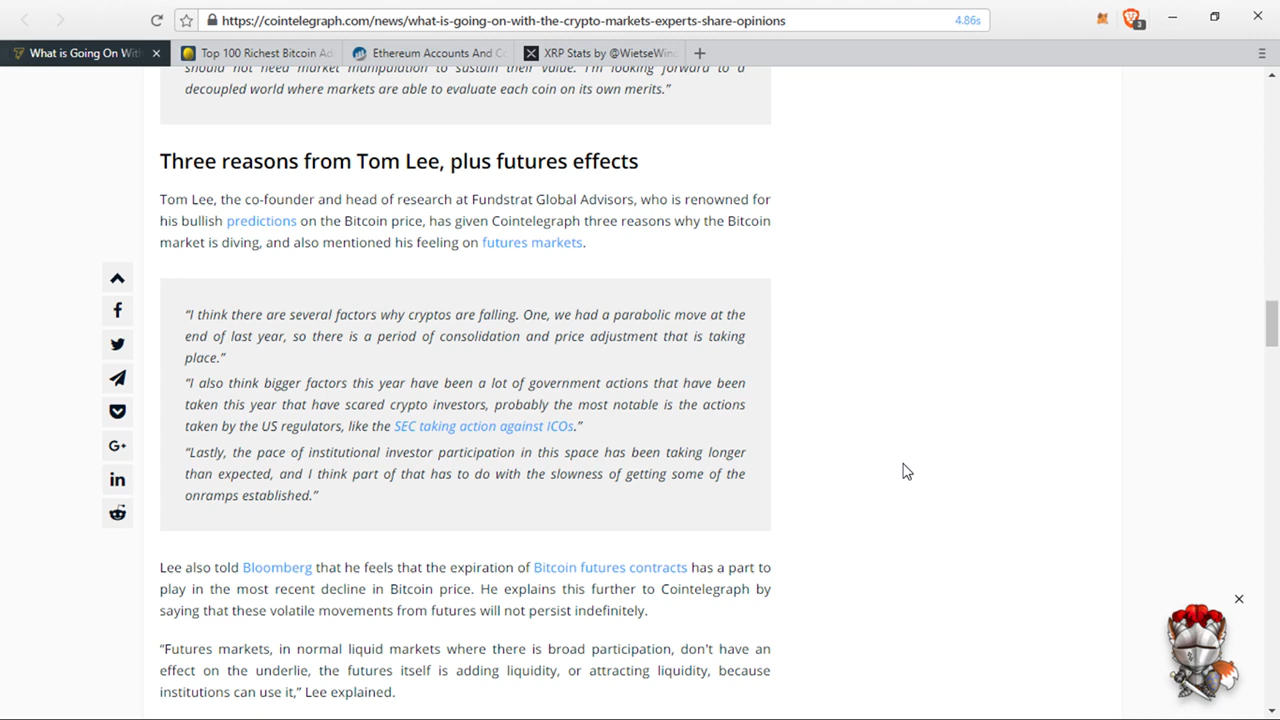 https://cointelegraph.com/news/what-is-going-on-with-the-crypto-markets-experts-share-opinions
4.86s
3
What is Going On With
Top 100 Richest Bitcoin Ad
Ethereum Accounts And Co
XRP Stats by @WietseWind
should not need market manipulation to sustain their value. I'm looking forward to a
decoupled world where markets are able to evaluate each coin on its own merits.”
Three reasons from Tom Lee, plus futures effects
Tom Lee, the co-founder and head of research at Fundstrat Global Advisors, who is renowned for
his bullish predictions on the Bitcoin price, has given Cointelegraph three reasons why the Bitcoin
market is diving, and also mentioned his feeling on futures markets.
“I think there are several factors why cryptos are falling. One, we had a parabolic move at the
end of last year, so there is a period of consolidation and price adjustment that is taking
place.”
“I also think bigger factors this year have been a lot of government actions that have been
taken this year that have scared crypto investors, probably the most notable is the actions
taken by the US regulators, like the SEC taking action against ICOs.”
“Lastly, the pace of institutional investor participation in this space has been taking longer
than expected, and I think part of that has to do with the slowness of getting some of the
onramps established.”
Lee also told Bloomberg that he feels that the expiration of Bitcoin futures contracts has a part to
play in the most recent decline in Bitcoin price. He explains this further to Cointelegraph by
saying that these volatile movements from futures will not persist indefinitely.
“Futures markets, in normal liquid markets where there is broad participation, don't have an
effect on the underlie, the futures itself is adding liquidity, or attracting liquidity, because
institutions can use it,” Lee explained.